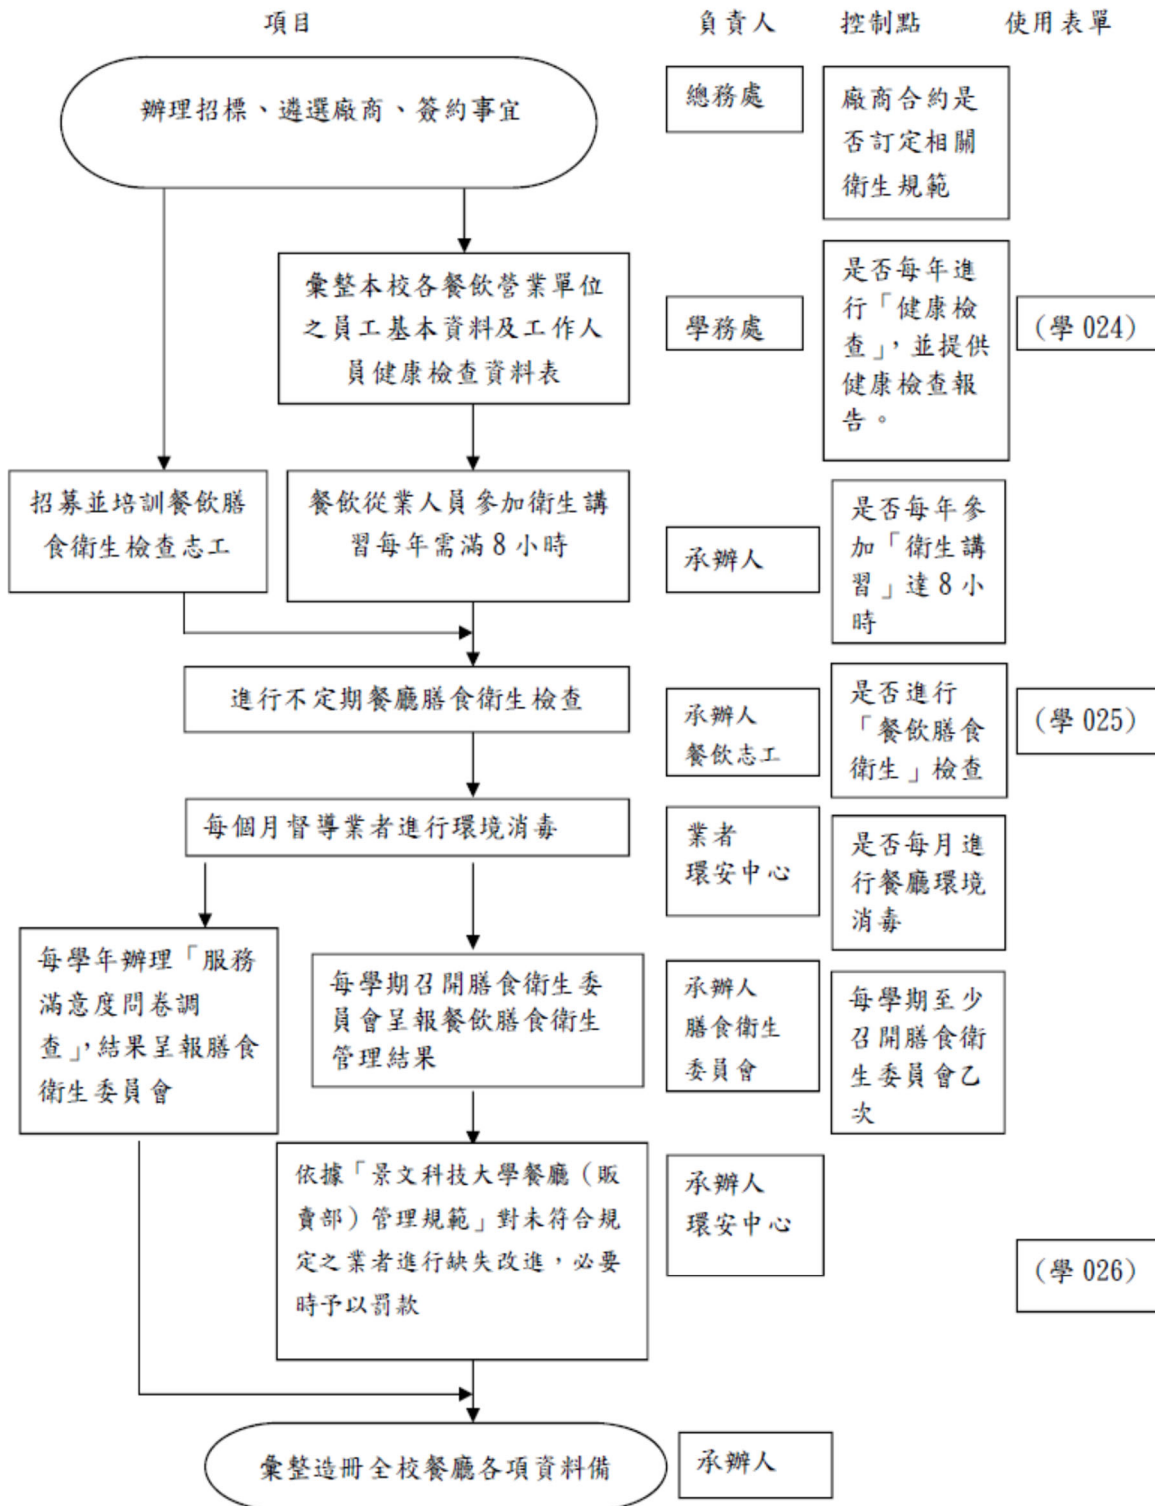 項目
負責人
控制點
使用表單
辦理招標、遴選廠商、簽約事宜
總務處
廠商合約是
否訂定相關
衛生規範
彙整本校各餐飲營業單位
之員工基本資料及工作人
員健康檢查資料表
學務處
是否每年進
行「健康檢
查」，並提供
健康檢查報
告。
（學 024）
招募並培訓餐飲膳
食衛生檢查志工
餐飲從業人員參加衛生講
習每年需滿 8 小時
承辦人
是否每年參
加「衛生講
習」達 8 小
時
進行不定期餐廳膳食衛生檢查
承辦人
餐飲志工
是否進行
「餐飲膳食
衛生」檢查
（學 025）
每個月督導業者進行環境消毒
業者
環安中心
是否每月進
行餐廳環境
消毒
每學年辦理「服務
滿意度問卷調
查」，結果呈報膳食
衛生委員會
每學期召開膳食衛生委
員會呈報餐飲膳食衛生
管理結果
承辦人
膳食衛生
委員會
每學期至少
召開膳食衛
生委員會乙
次
依據「景文科技大學餐廳（販
賣部）管理規範」對未符合規
定之業者進行缺失改進，必要
時予以罰款
承辦人
環安中心
（學 026）
彙整造冊全校餐廳各項資料備
承辦人